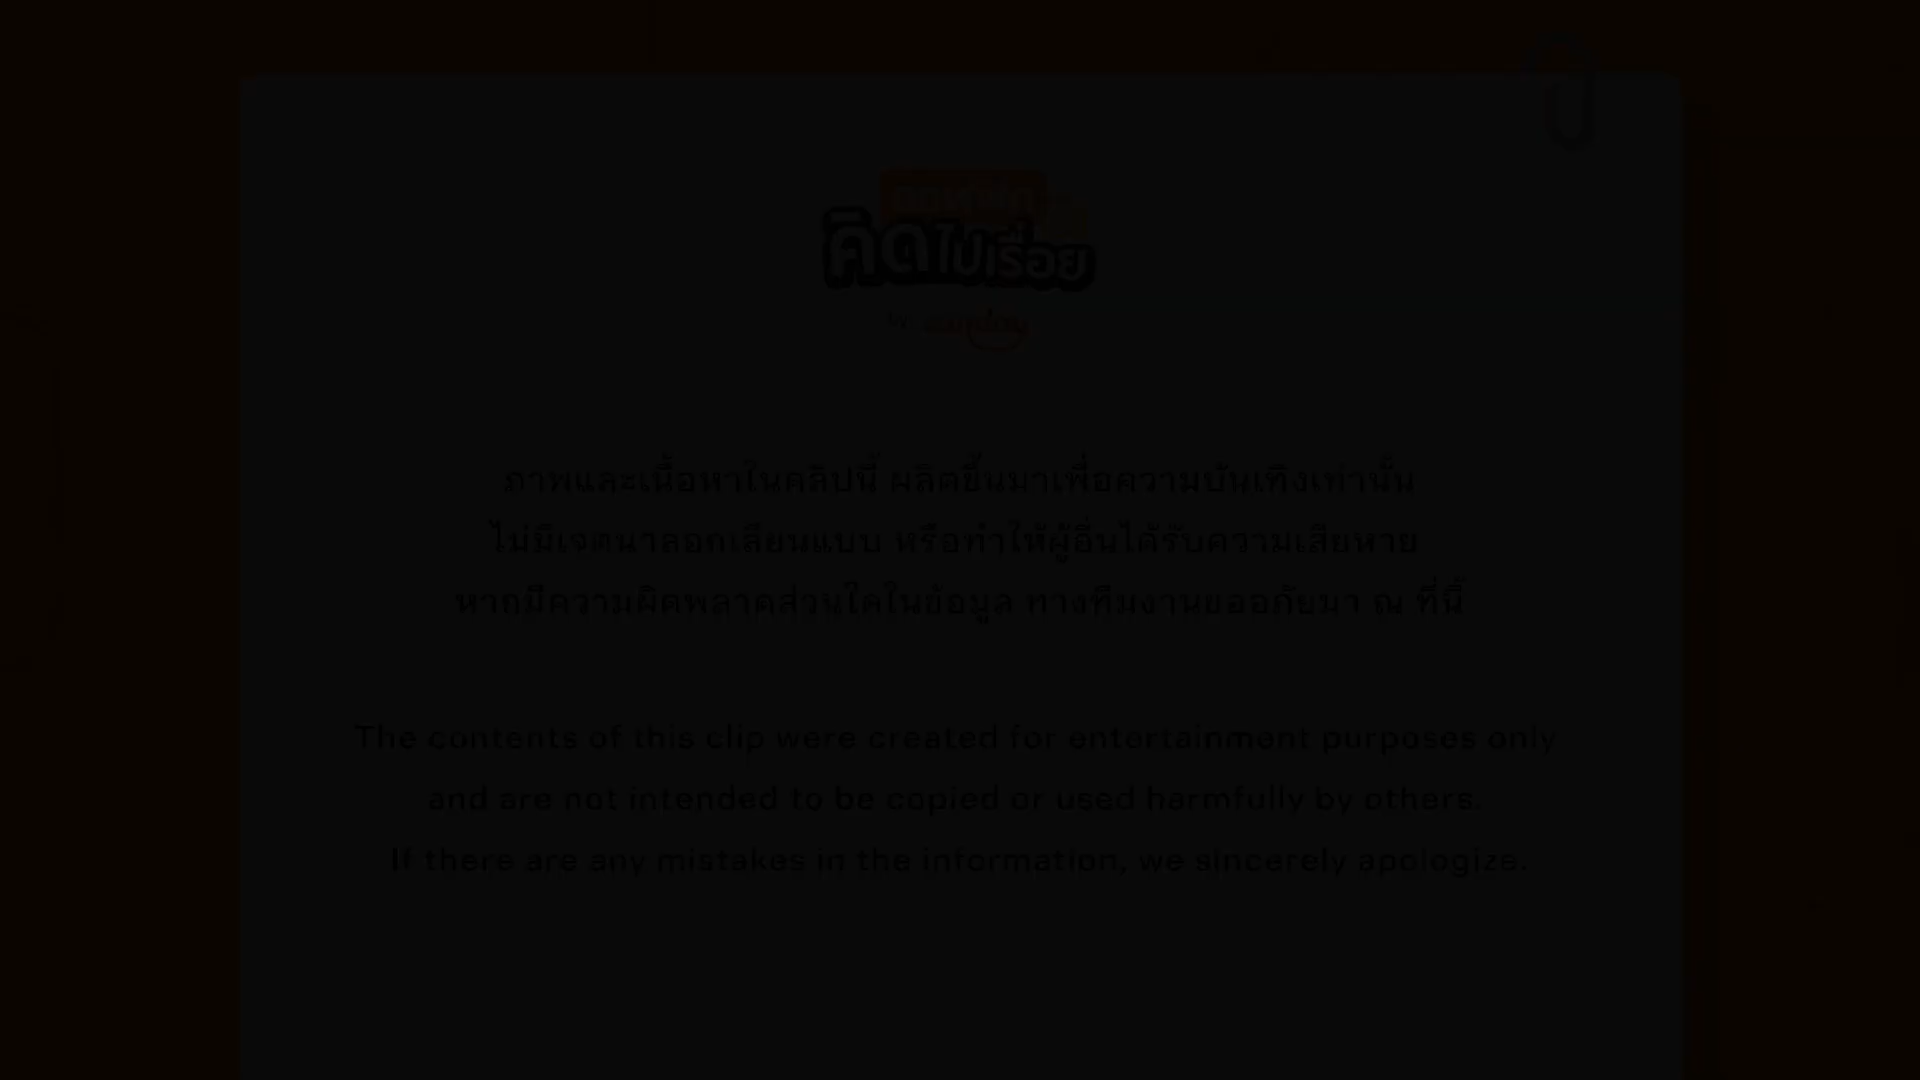 คิดไปเรื่อย
by
ภาพและเนื้อหาในคลิปนี้ ผลิตขึ้นมาเพื่อความบันเทิงเท่านั้น
ไม่มีเจตนาลอกเลียนแบบ หรือทำให้ผู้อื่นได้รับความเสียหาย
หากมีความผิดพลาดส่วนใดในข้อมูล ทางทีมงานขออภัยมา ณ ที่นี้
The contents of this clip were created for entertainment purposes only
and are not intended to be copied or used harmfully by others.
If there are any mistakes in the information, we sincerely apologize.